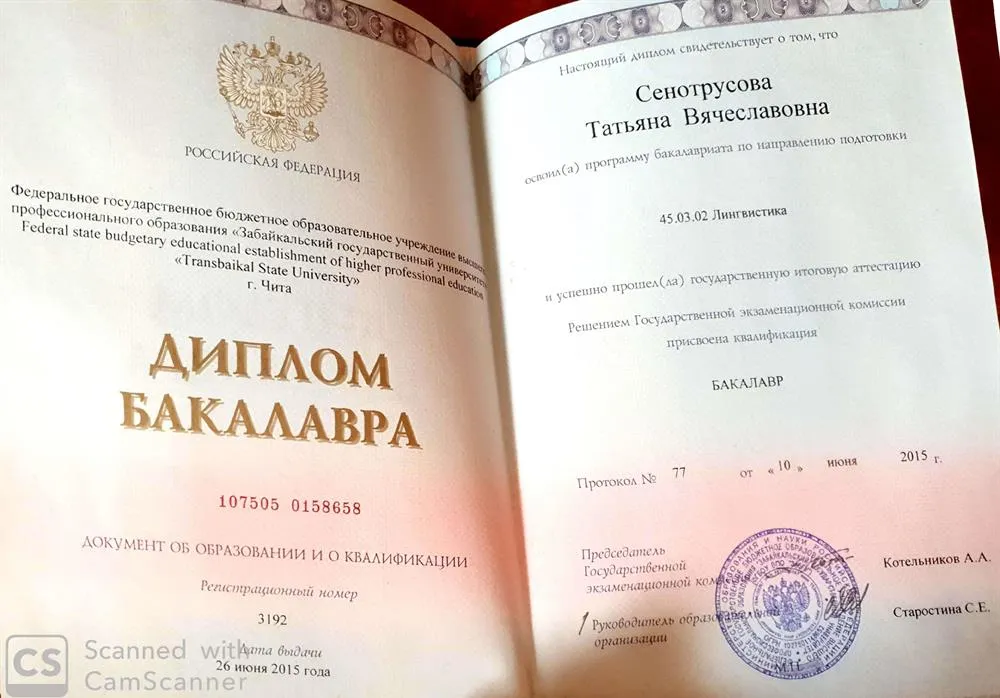 РОССИЙСКАЯ ФЕДЕРАЦИЯ
Федеральное государственное бюджетное образовательное учреждение
профессионального образования «Забайкальский государственный университет
Federal state budgetary educational establishment of higher professional education
«Transbaikal State University»
г. Чита
ДИПЛОМ
БАКАЛАВРА
107505 0158658
ДОКУМЕНТ ОБ ОБРАЗОВАНИИ И О КВАЛИФИКАЦИИ
Регистрационный номер
3192
Дата выдачи
26 июня 2015 года
Настоящий диплом свидетельствует о том, что
Сенотрусова
Татьяна Вячеславовна
освоил(а) программу бакалавриата по направлению подготовки
45.03.02 Лингвистика
и успешно прошел(ла) государственную итоговую аттестацию
Решением Государственной экзаменационной комиссии
присвоена квалификация
БАКАЛАВР
Протокол № 77 от « 10 » июня 2015 г.
Председатель
Государственной
экзаменационной
Котельников А.А.
Руководитель образовательной
организации
Старостина С.Е.
М.П.
CS
Scanned with
CamScanner